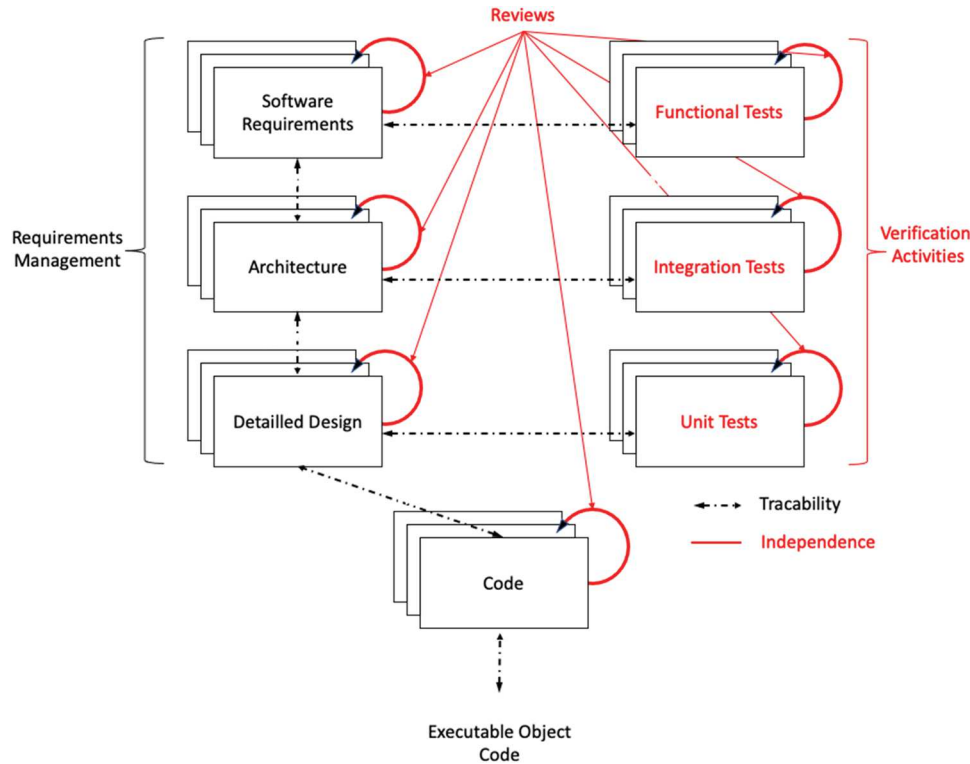 Reviews
Software
Requirements
Functional Tests
Requirements
Management
Architecture
Integration Tests
Verification
Activities
Detailled Design
Unit Tests
Tracability
Independence
Code
Executable Object
Code